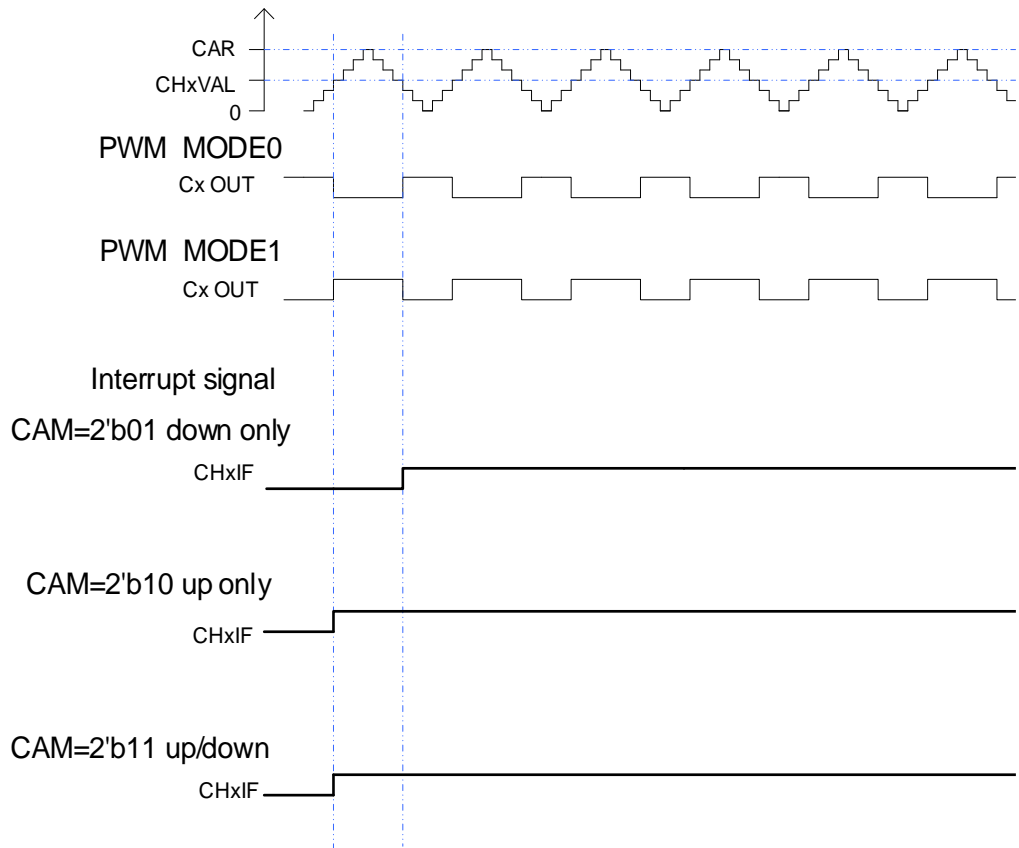 CAR
CHxVAL
0
PWM MODE0
Cx OUT
PWM MODE1
Cx OUT
Interrupt signal
CAM=2'b01 down only
CHxIF
CAM=2'b10 up only
CHxIF
CAM=2'b11 up/down
CHxIF